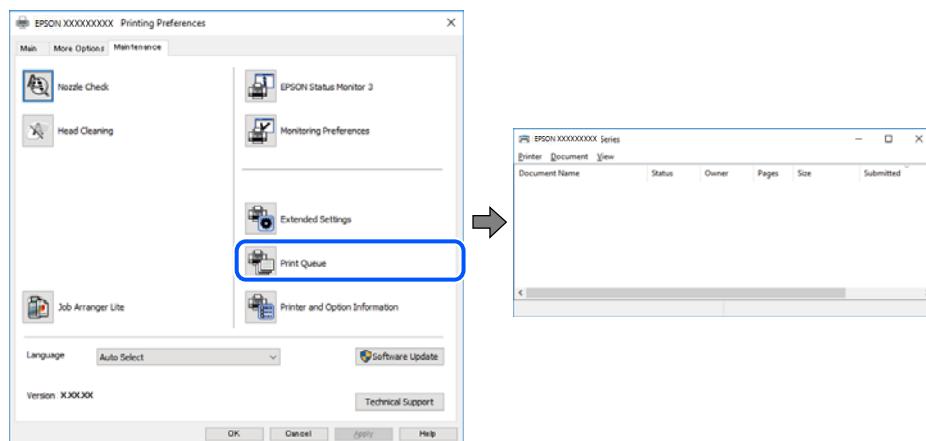 EPSON XXXXXXXXX Printing Preferences
Main More Options Maintenance
Nozzle Check
EPSON Status Monitor 3
Head Cleaning
Monitoring Preferences
Extended Settings
Print Queue
Job Arranger Lite
Printer and Option Information
Language Auto Select Software Update
Version X.XX.XX
Technical Support
OK Cancel Apply Help
EPSON XXXXXXXXX Series
Printer Document View
Document Name Status Owner Pages Size Submitted